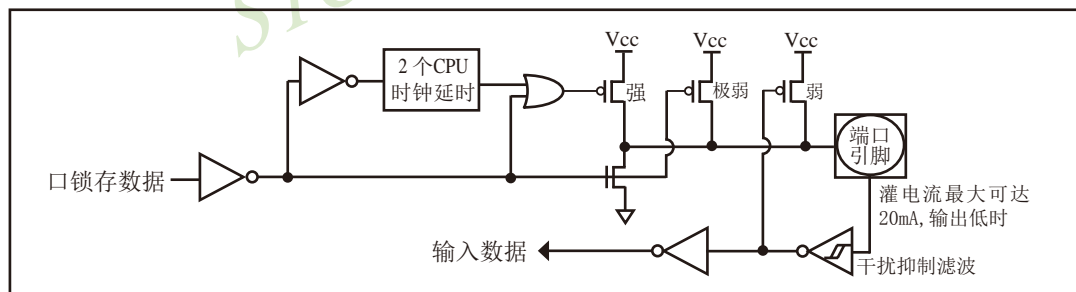 Vcc
Vcc
Vcc
2 个CPU
时钟延时
强
极弱
弱
端口
引脚
口锁存数据
灌电流最大可达
20mA,输出低时
输入数据
干扰抑制滤波